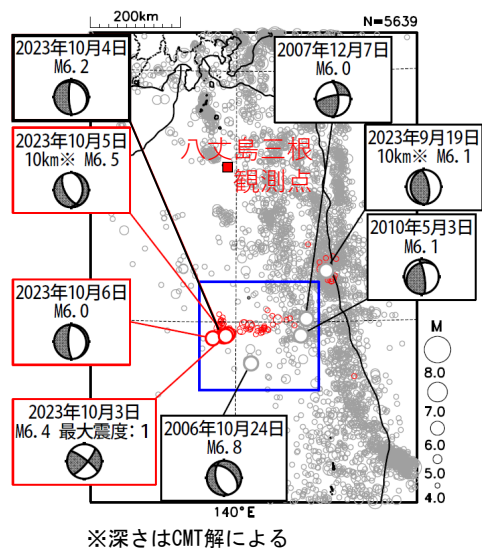 200km
N=5639
2023年10月4日
M6.2
2007年12月7日
M6.0
2023年10月5日
10km※ M6.5
八丈島三根
観測点
2023年9月19日
10km※ M6.1
2010年5月3日
M6.1
2023年10月6日
M6.0
M
8.0
7.0
6.0
5.0
4.0
2023年10月3日
M6.4 最大震度:1
2006年10月24日
M6.8
140°E
※深さはCMT解による